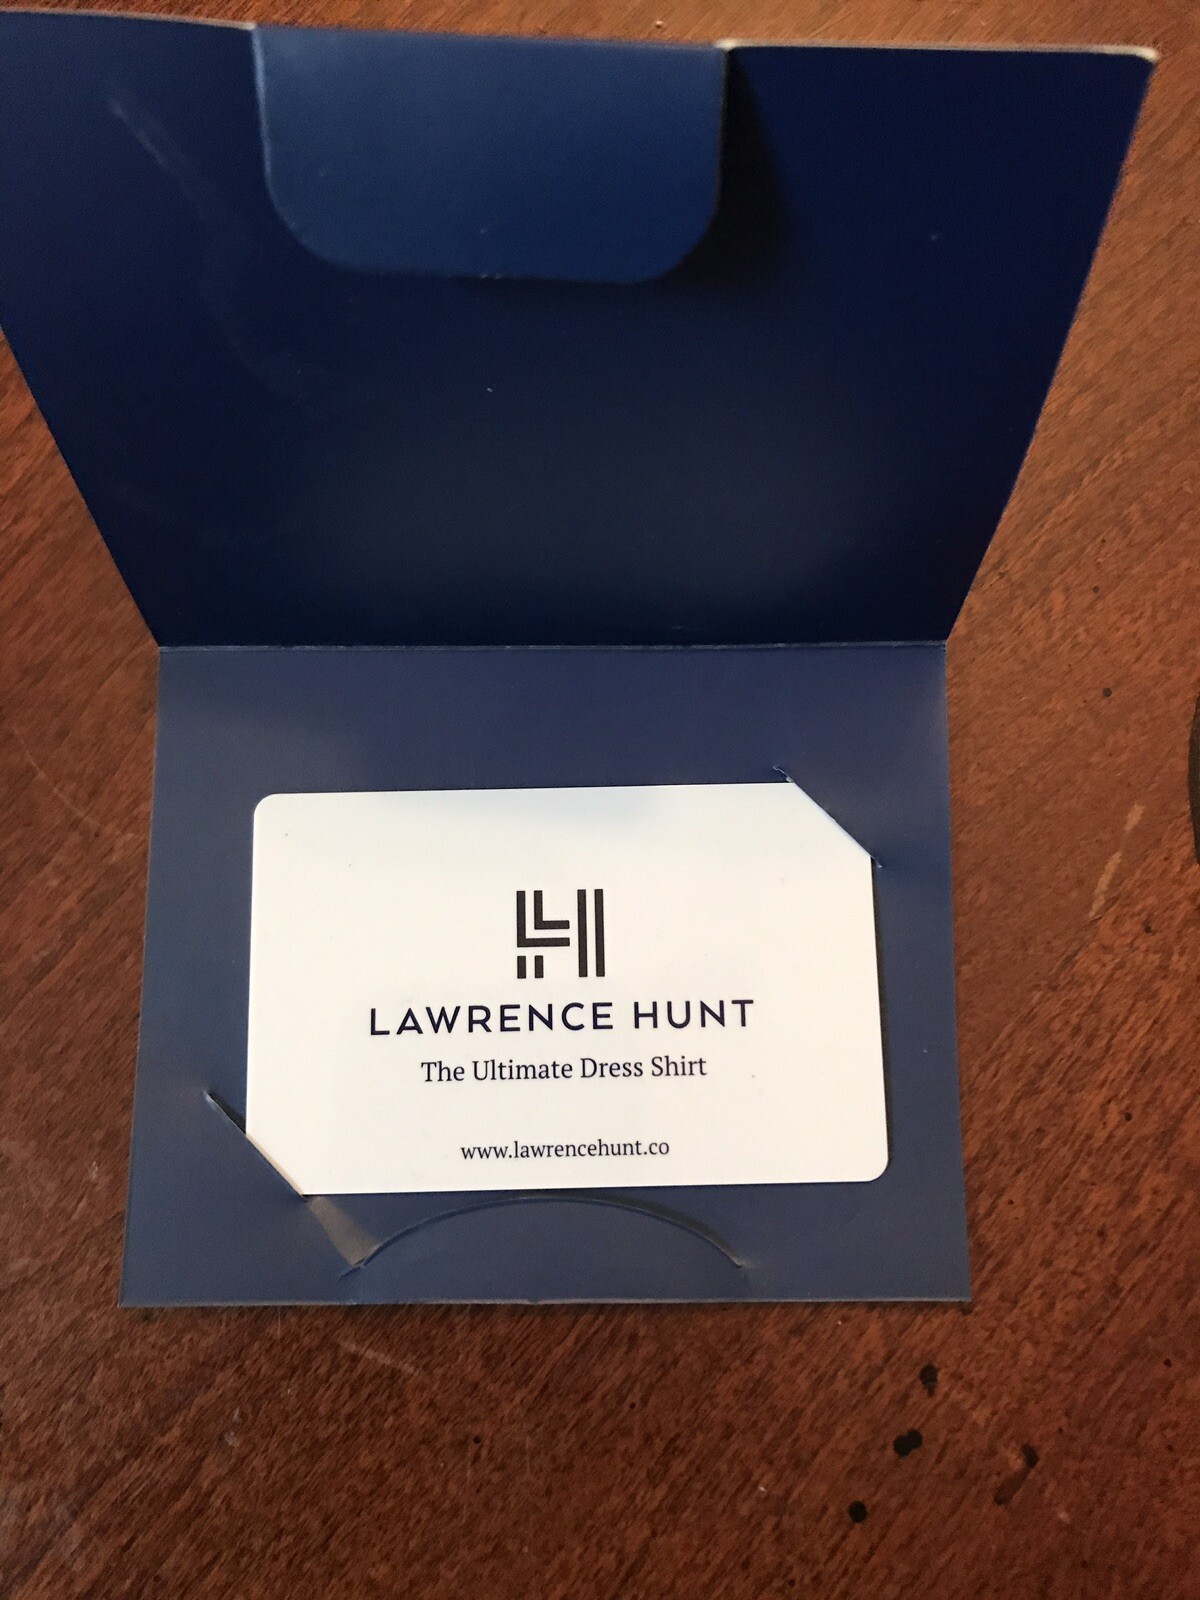 LAWRENCE HUNT
The Ultimate Dress Shirt
www.lawrencehunt.co